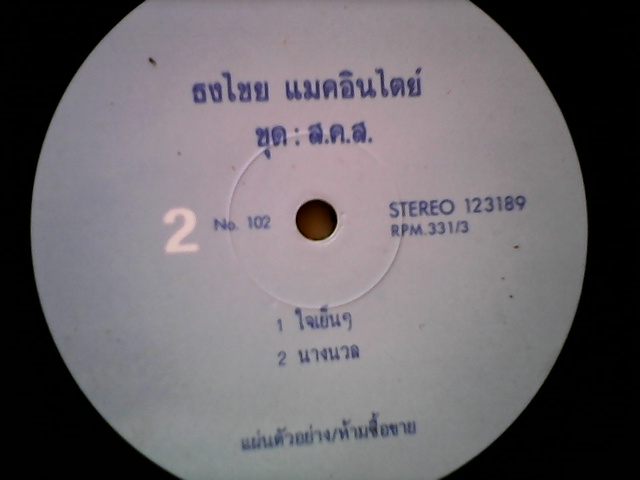 ธงไชย แมคอินไตย์
ชุด : ส.ค.ส.
2 No. 102 STEREO 123189
RPM.331/3
1 ใจเย็นๆ
2 นางนวล
แผ่นตัวอย่าง/ห้ามซื้อขาย